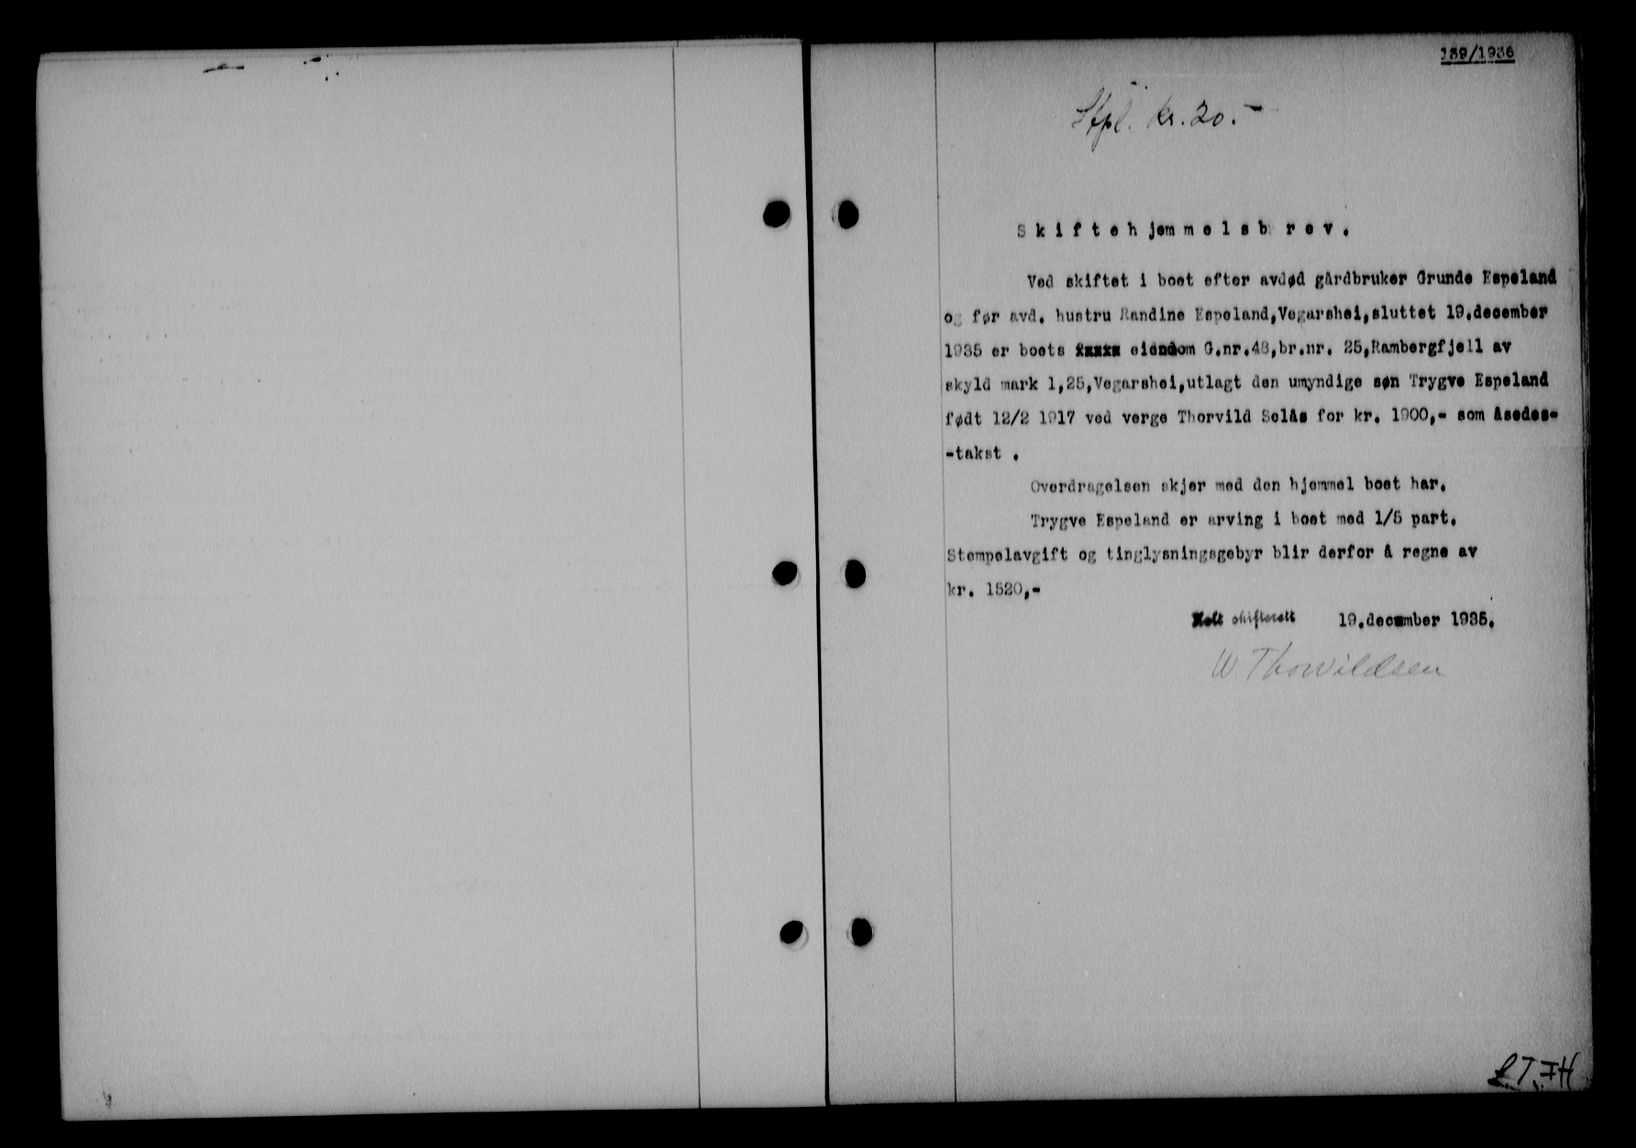 139/1936
Stpl. kr. 20.-
Skiftehjemmelsbrev.
Ved skiftet i boet efter avdød gårdbruker Grunde Espeland
og før avd. hustru Randine Espeland,Vegarshei,sluttet 19.december
1935 er boets xxxxx eiendom G.nr.48,br.nr. 25,Rambergfjell av
skyld mark 1,25,Vegarshei,utlagt den umyndige søn Trygve Espeland
født 12/2 1917 ved verge Thorvild Selås for kr. 1900,- som åsedes-
-takst .
Overdragelsen skjer med den hjemmel boet har.
Trygve Espeland er arving i boet med 1/5 part.
Stempelavgift og tinglysningsgebyr blir derfor å regne av
kr. 1520,-
Holt skifterett 19.december 1935.
W. Thorvildsen